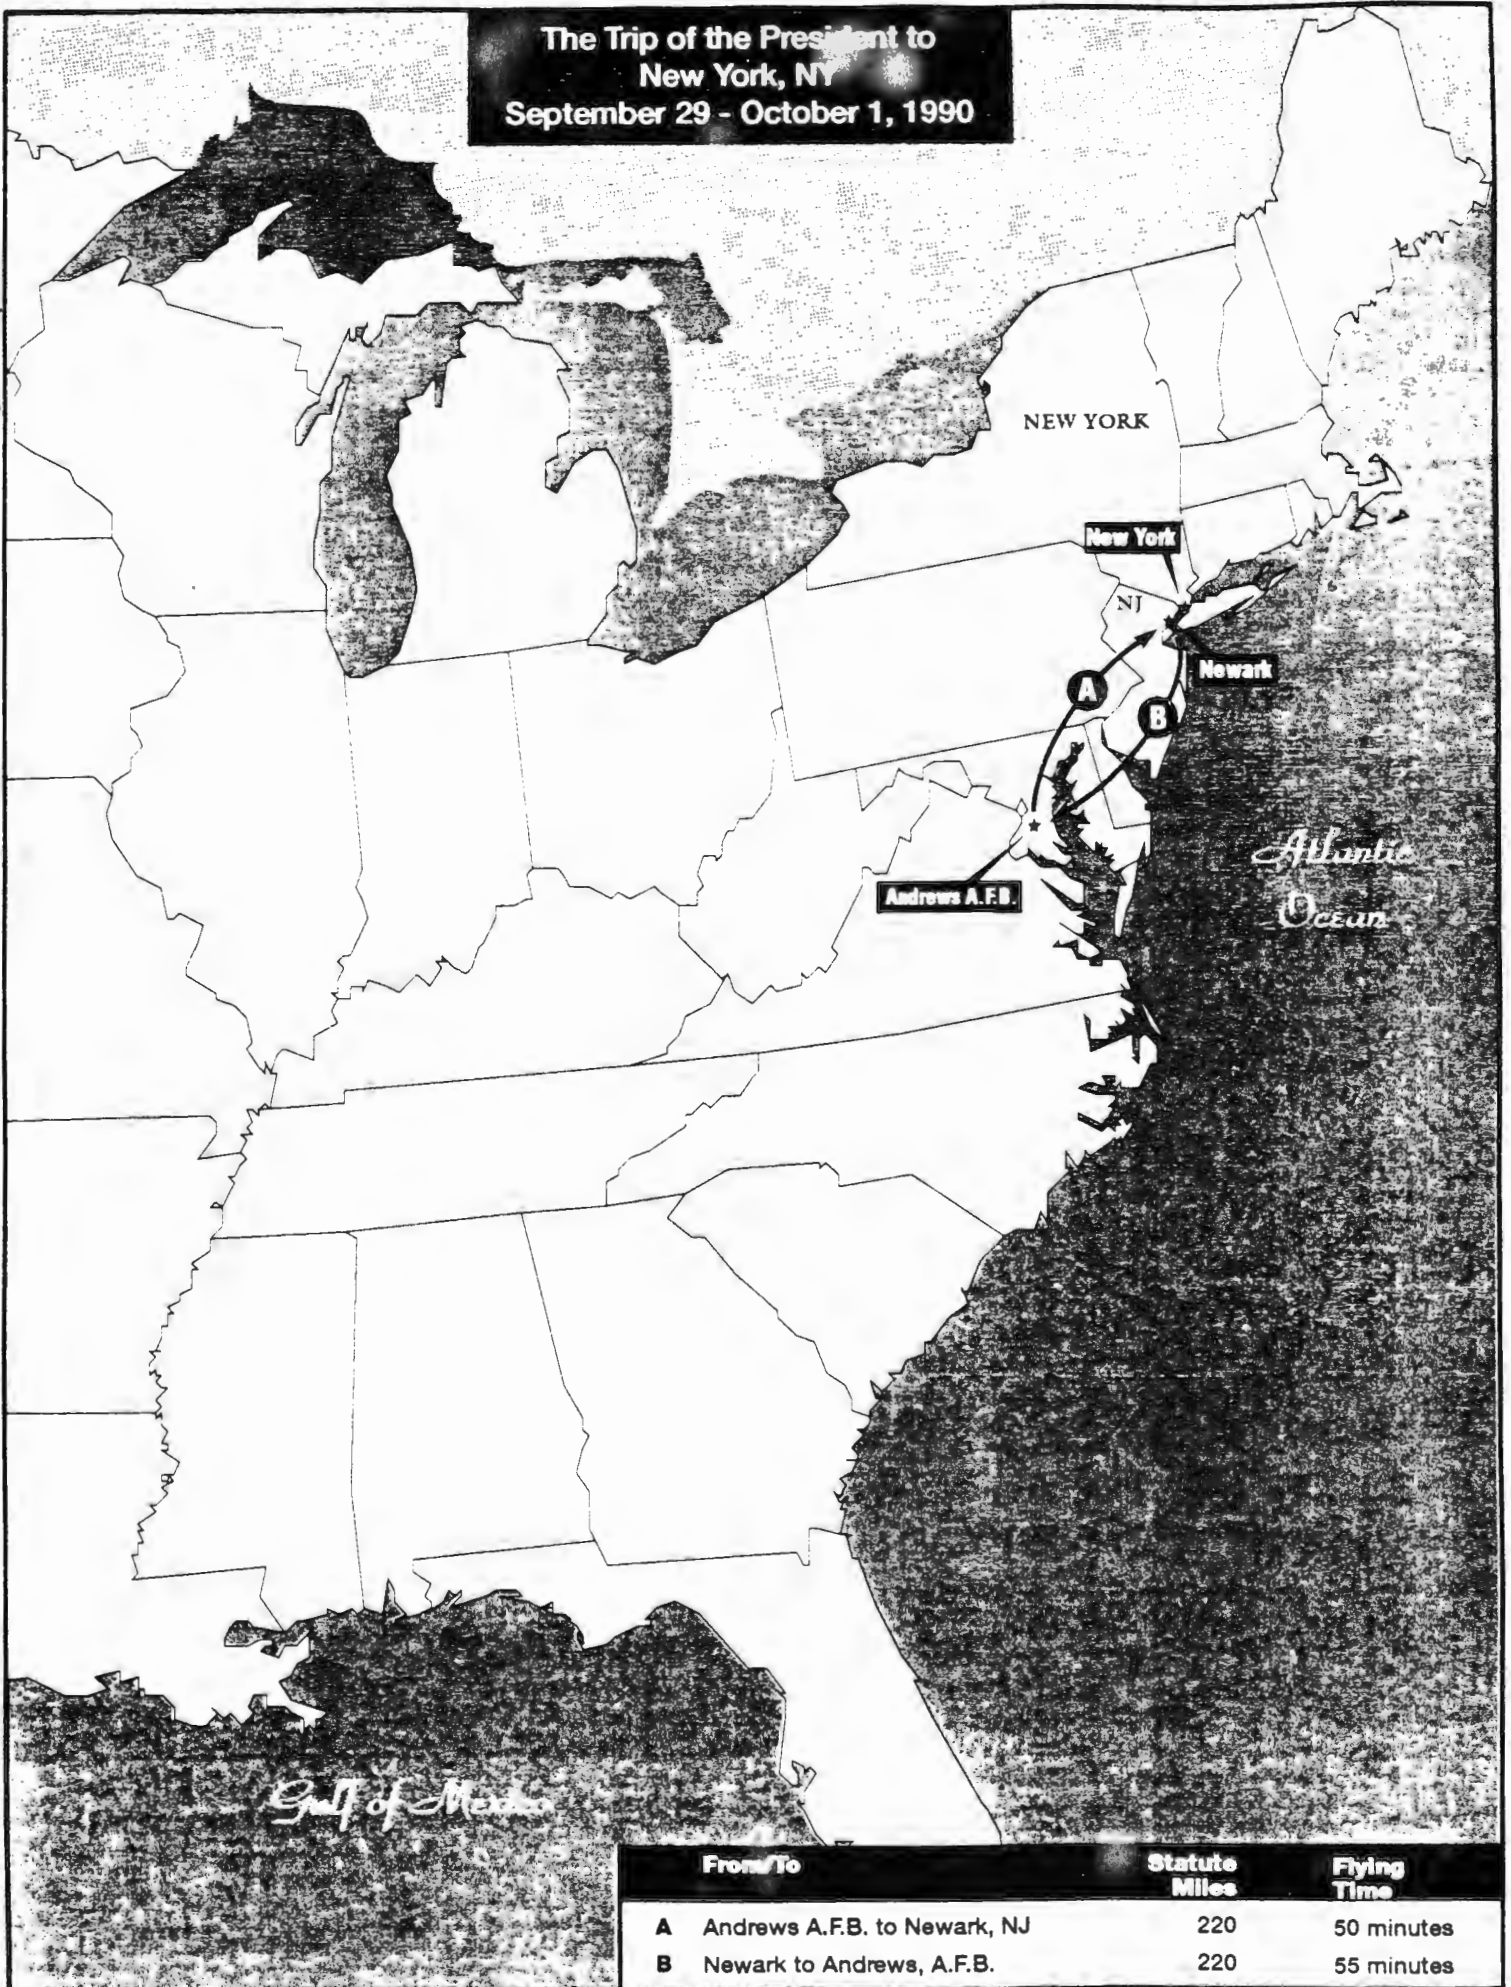 The Trip of the President to
New York, NY
September 29 - October 1, 1990
NEW YORK
New York
NJ
Newark
A
B
Andrews A.F.B.
Atlantic
Ocean
Gulf of Mexico
From/To Statute Miles Flying Time
A Andrews A.F.B. to Newark, NJ 220 50 minutes
B Newark to Andrews, A.F.B. 220 55 minutes